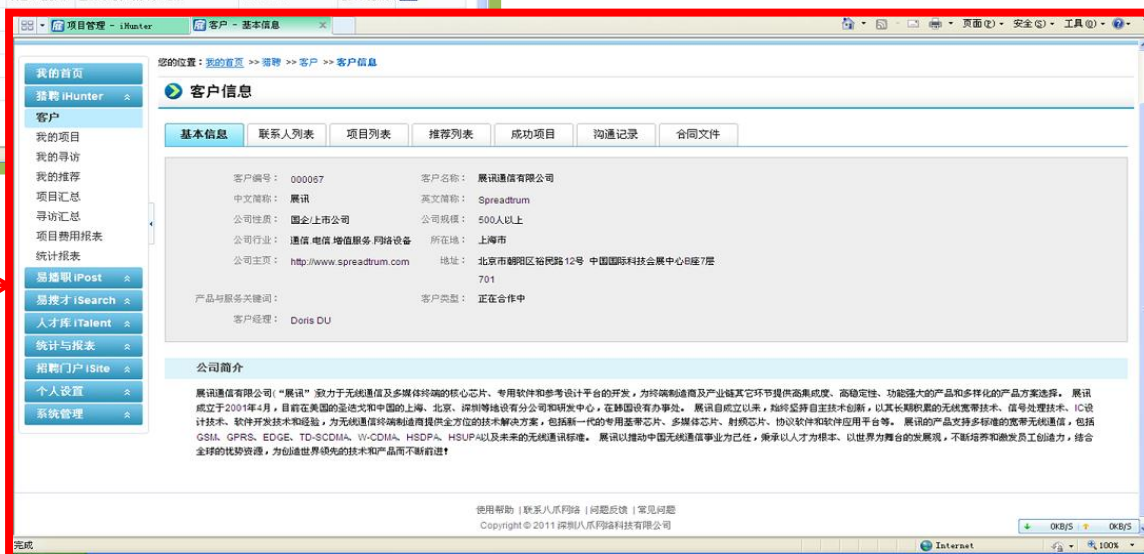 项目管理 - iHunter
客户 - 基本信息
页面(P) 安全(S) 工具(O)
您的位置：我的首页 >> 猎聘 >> 客户 >> 客户信息
我的首页
猎聘 iHunter
客户
我的项目
我的寻访
我的推荐
项目汇总
寻访汇总
项目费用报表
统计报表
易播职 iPost
易搜才 iSearch
人才库 iTalent
统计与报表
招聘门户 iSite
个人设置
系统管理
客户信息
基本信息 联系人列表 项目列表 推荐列表 成功项目 沟通记录 合同文件
客户编号： 000067 客户名称： 展讯通信有限公司
中文简称： 展讯 英文简称： Spreadtrum
公司性质： 国企/上市公司 公司规模： 500人以上
公司行业： 通信.电信.增值服务.网络设备 所在地： 上海市
公司主页： http://www.spreadtrum.com 地址： 北京市朝阳区裕民路12号 中国国际科技会展中心B座7层
701
产品与服务关键词： 客户类型： 正在合作中
客户经理： Doris DU
公司简介
展讯通信有限公司(“展讯”)致力于无线通信及多媒体终端的核心芯片、专用软件和参考设计平台的开发，为终端制造商及产业链其它环节提供高集成度、高稳定性、功能强大的产品和多样化的产品方案选择。 展讯
成立于2001年4月，目前在美国的圣迭戈和中国的上海、北京、深圳等地设有分公司和研发中心，在韩国设有办事处。 展讯自成立以来，始终坚持自主技术创新，以其长期积累的无线宽带技术、信号处理技术、IC设
计技术、软件开发技术和经验，为无线通信终端制造商提供全方位的技术解决方案，包括新一代的专用基带芯片、多媒体芯片、射频芯片、协议软件和软件应用平台等。 展讯的产品支持多标准的宽带无线通信，包括
GSM、GPRS、EDGE、TD-SCDMA、W-CDMA、HSDPA、HSUPA以及未来的无线通讯标准。 展讯以推动中国无线通信事业为己任，秉承以人才为根本、以世界为舞台的发展观，不断培养和激发员工创造力，结合
全球的优势资源，为创造世界领先的技术和产品而不断前进!
使用帮助 | 联系八爪网络 | 问题反馈 | 常见问题
Copyright © 2011 深圳八爪网络科技有限公司
0KB/S 0KB/S
完成 Internet 100%